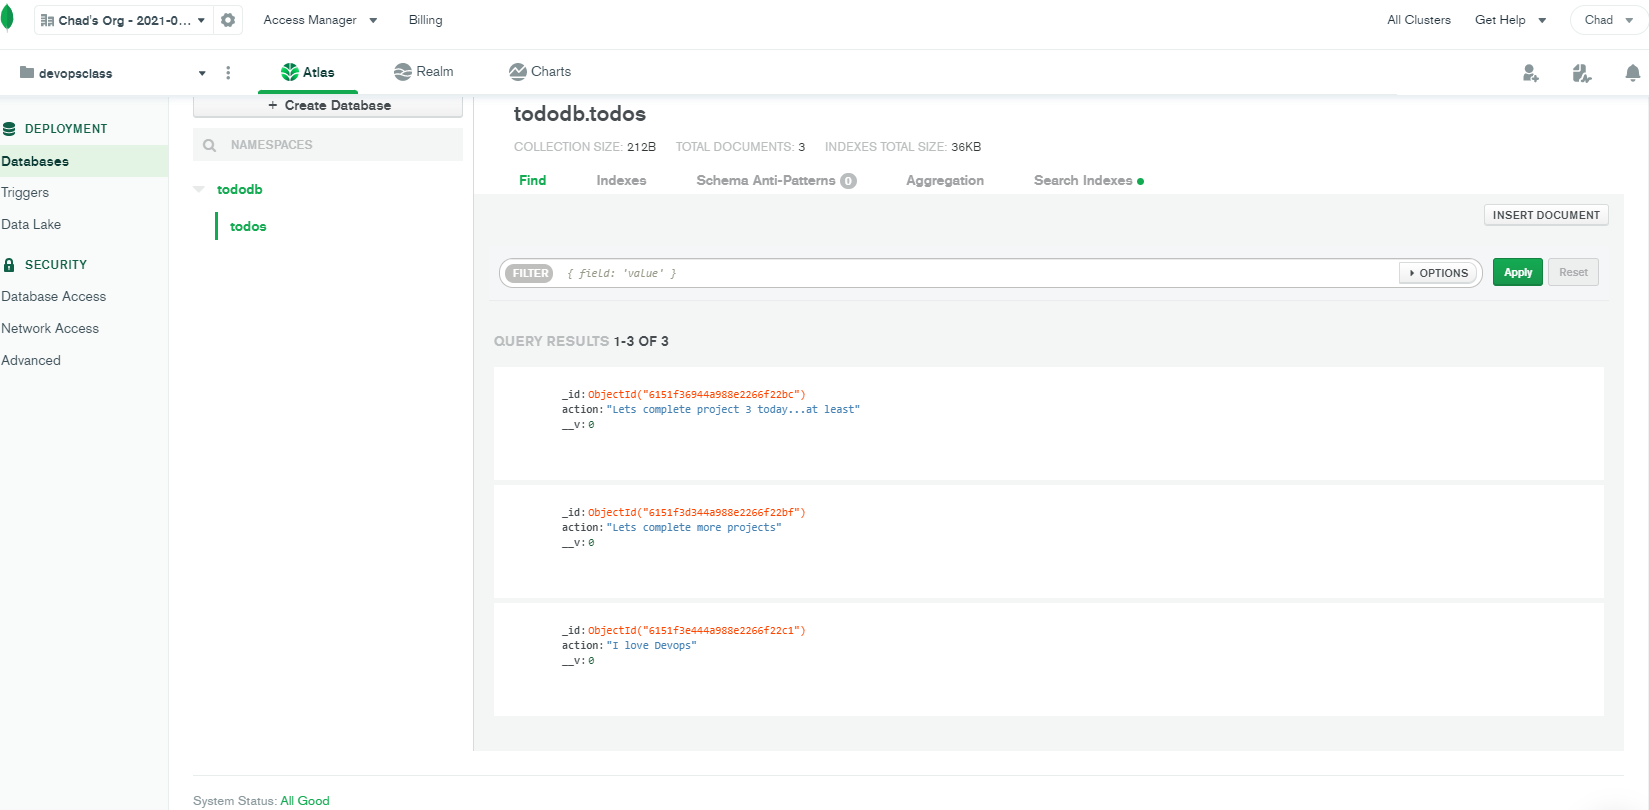 Chad's Org - 2021-0...
Access Manager
Billing
All Clusters
Get Help
Chad
devopsclass
Atlas
Realm
Charts
DEPLOYMENT
Databases
Triggers
Data Lake
SECURITY
Database Access
Network Access
Advanced
+ Create Database
NAMESPACES
tododb
todos
tododb.todos
COLLECTION SIZE: 212B TOTAL DOCUMENTS: 3 INDEXES TOTAL SIZE: 36KB
Find Indexes Schema Anti-Patterns 0 Aggregation Search Indexes
INSERT DOCUMENT
FILTER { field: 'value' } OPTIONS Apply Reset
QUERY RESULTS 1-3 OF 3
_id: ObjectId("6151f36944a988e2266f22bc")
action: "Lets complete project 3 today...at least"
__v: 0
_id: ObjectId("6151f3d344a988e2266f22bf")
action: "Lets complete more projects"
__v: 0
_id: ObjectId("6151f3e444a988e2266f22c1")
action: "I love Devops"
__v: 0
System Status: All Good